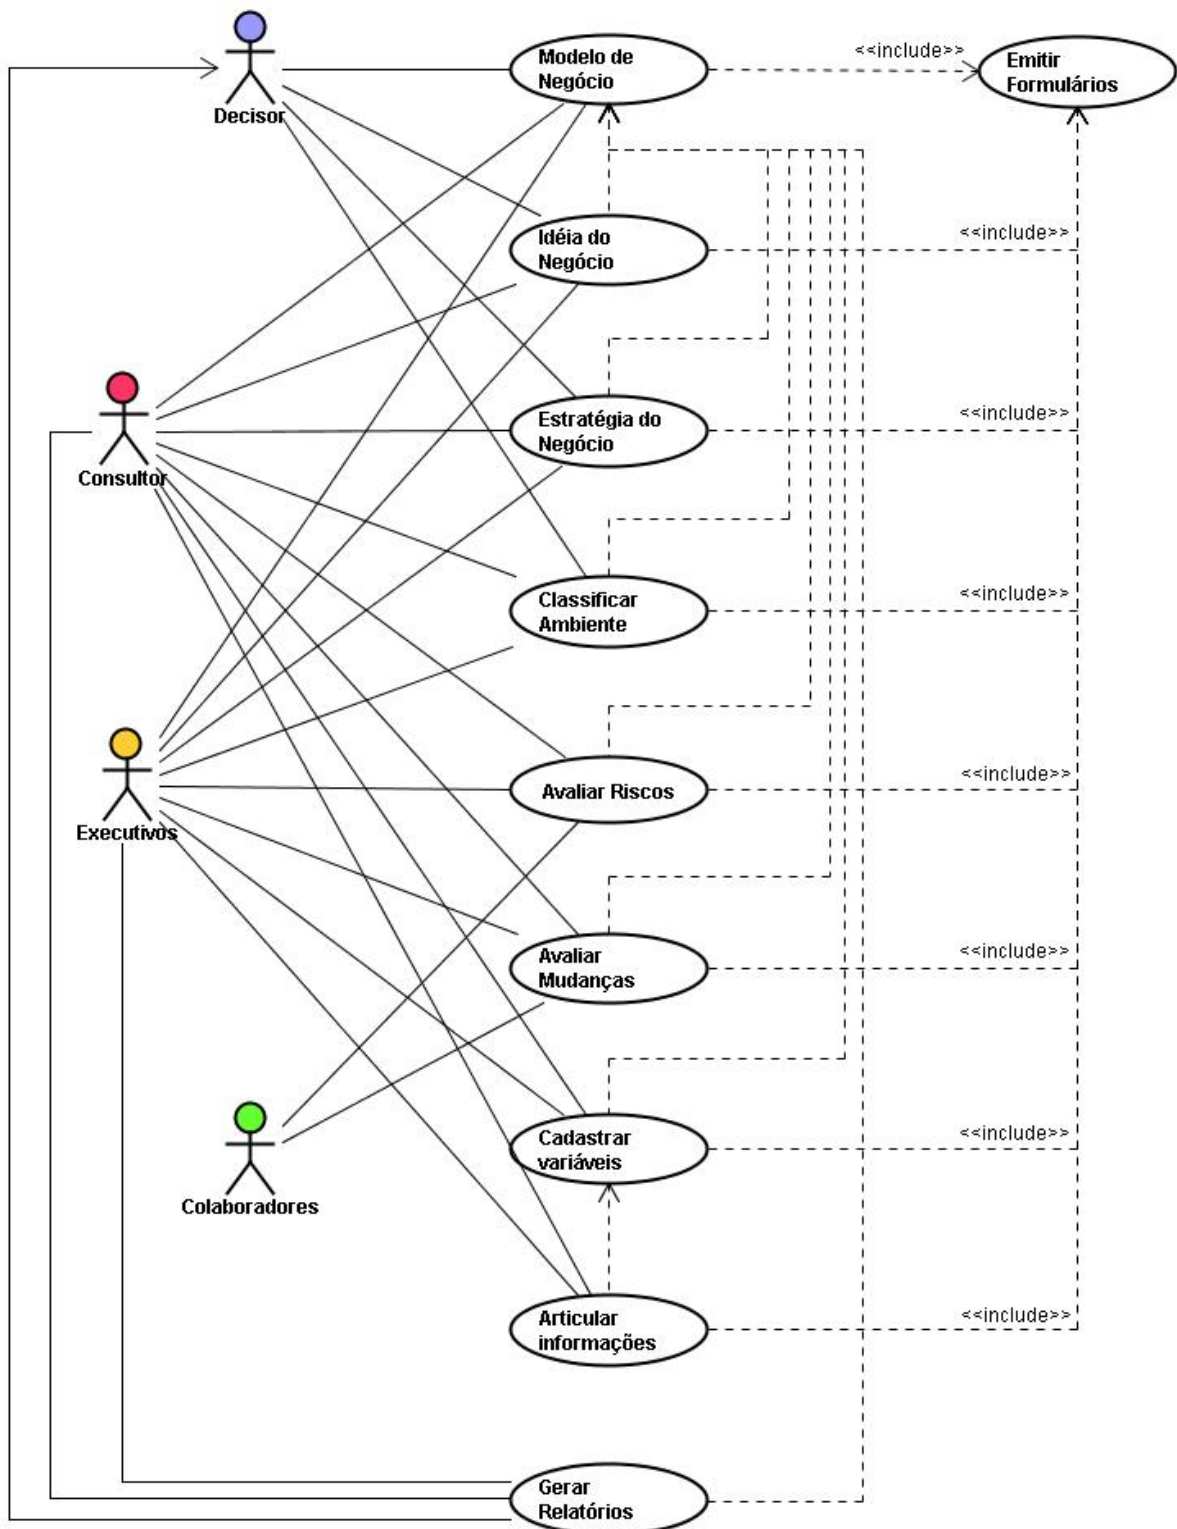 Modelo de
Negócio
<<include>>
Emitir
Formulários
Decisor
Idéia do
Negócio
<<include>>
Estratégia do
Negócio
<<include>>
Consultor
Classificar
Ambiente
<<include>>
Avaliar Riscos
<<include>>
Executivos
Avaliar
Mudanças
<<include>>
Cadastrar
variáveis
<<include>>
Colaboradores
Articular
informações
<<include>>
Gerar
Relatórios